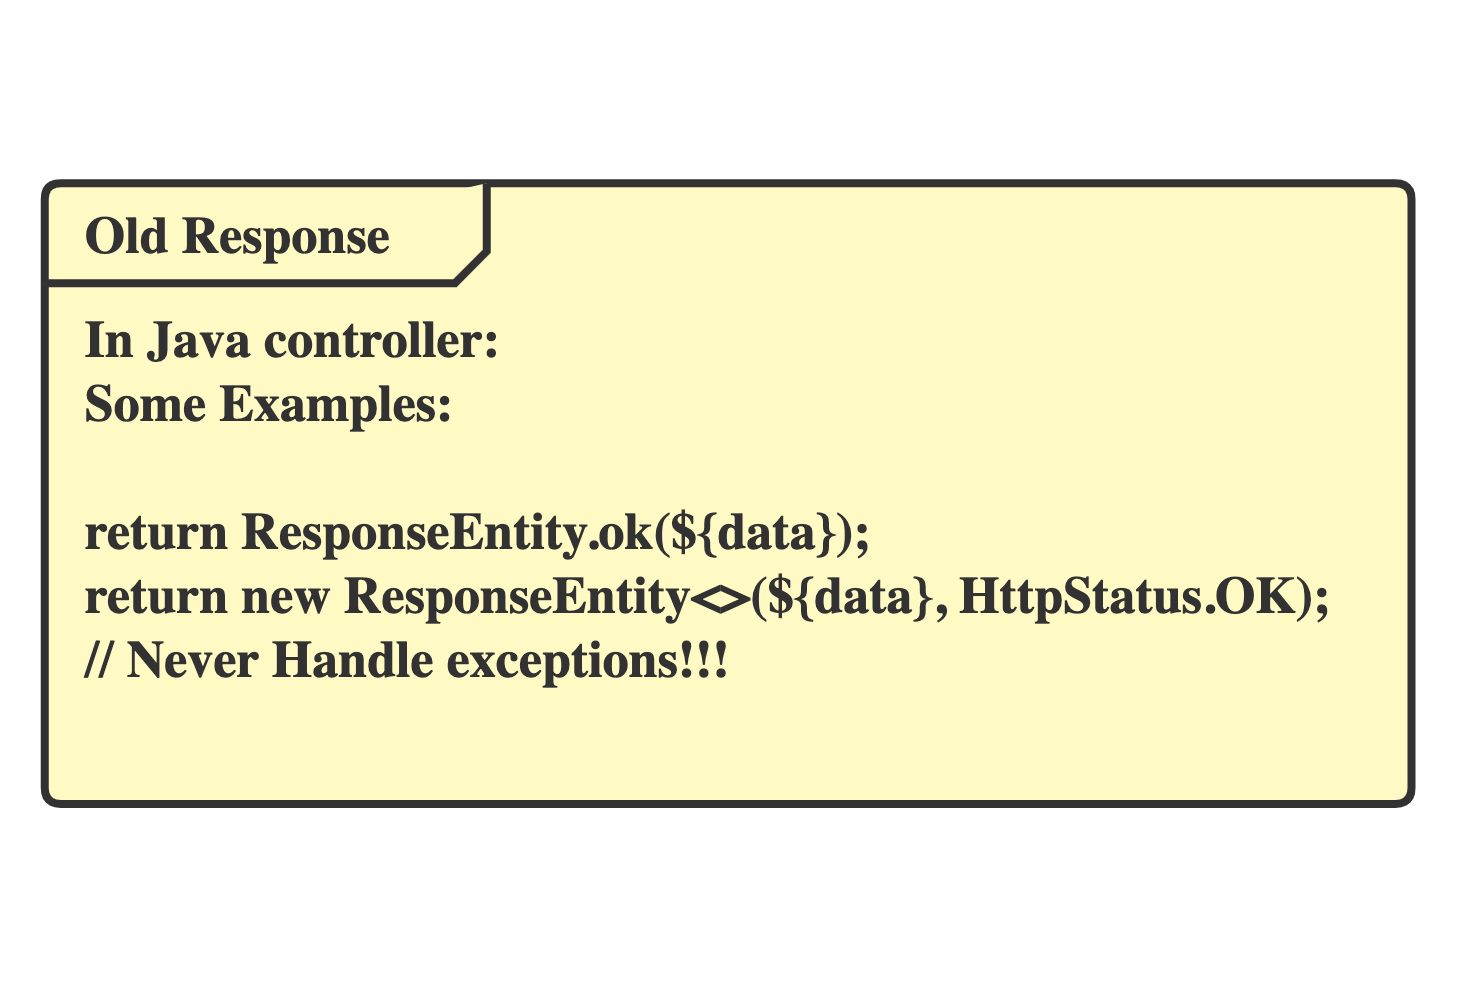 Old Response
In Java controller:
Some Examples:
return ResponseEntity.ok(${data});
return new ResponseEntity<>(${data}, HttpStatus.OK);
// Never Handle exceptions!!!